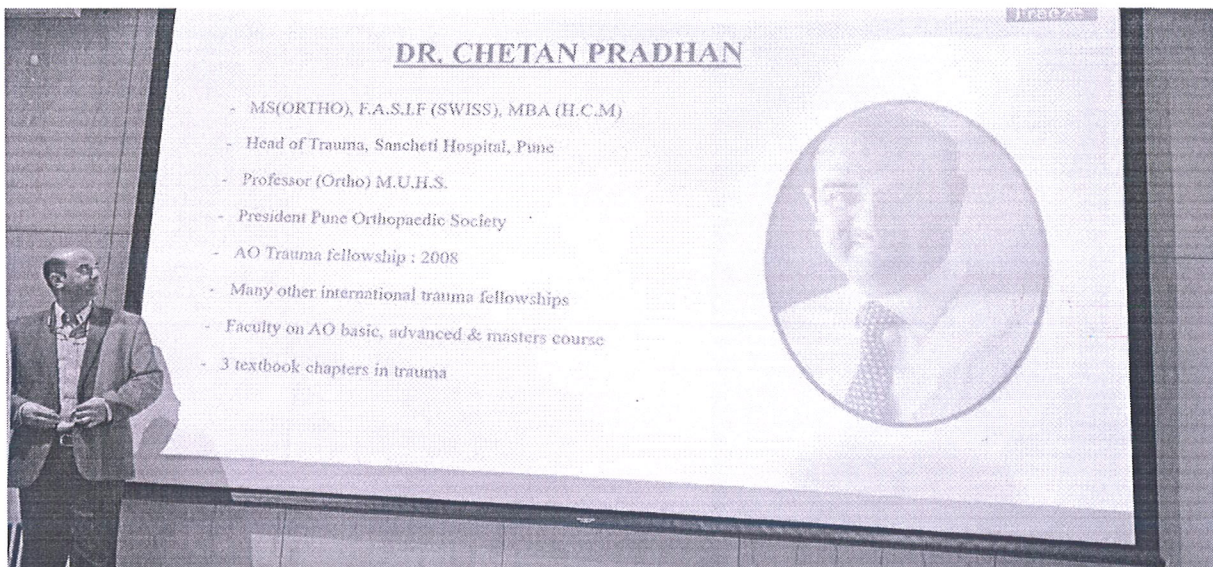 Freeze
DR. CHETAN PRADHAN
- MS(ORTHO), F.A.S.I.F (SWISS), MBA (H.C.M)
- Head of Trauma, Sancheti Hospital, Pune
- Professor (Ortho) M.U.H.S.
- President Pune Orthopaedic Society
- AO Trauma fellowship : 2008
- Many other international trauma fellowships
- Faculty on AO basic, advanced & masters course
- 3 textbook chapters in trauma